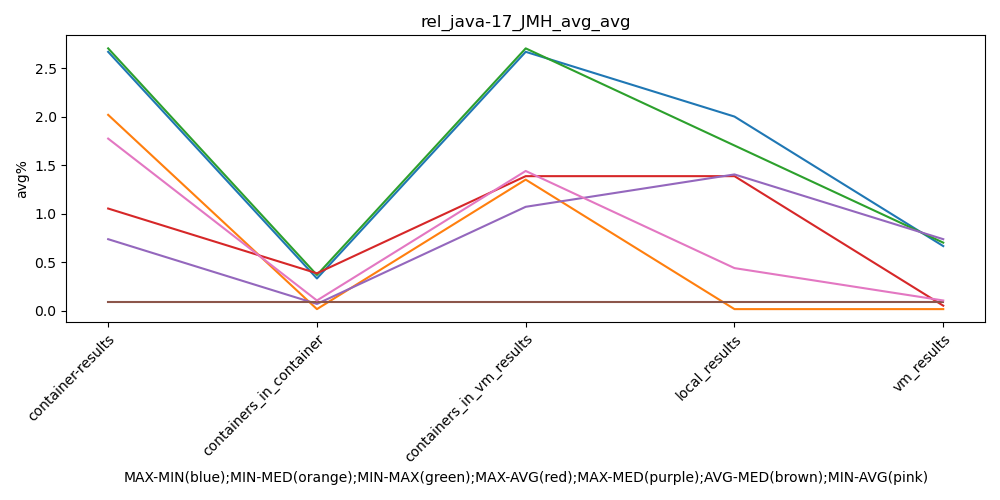 rel_java-17_JMH_avg_avg
avg%
2.5
2.0
1.5
1.0
0.5
0.0
container-results
containers_in_container
containers_in_vm_results
local_results
vm_results
MAX-MIN(blue);MIN-MED(orange);MIN-MAX(green);MAX-AVG(red);MAX-MED(purple);AVG-MED(brown);MIN-AVG(pink)